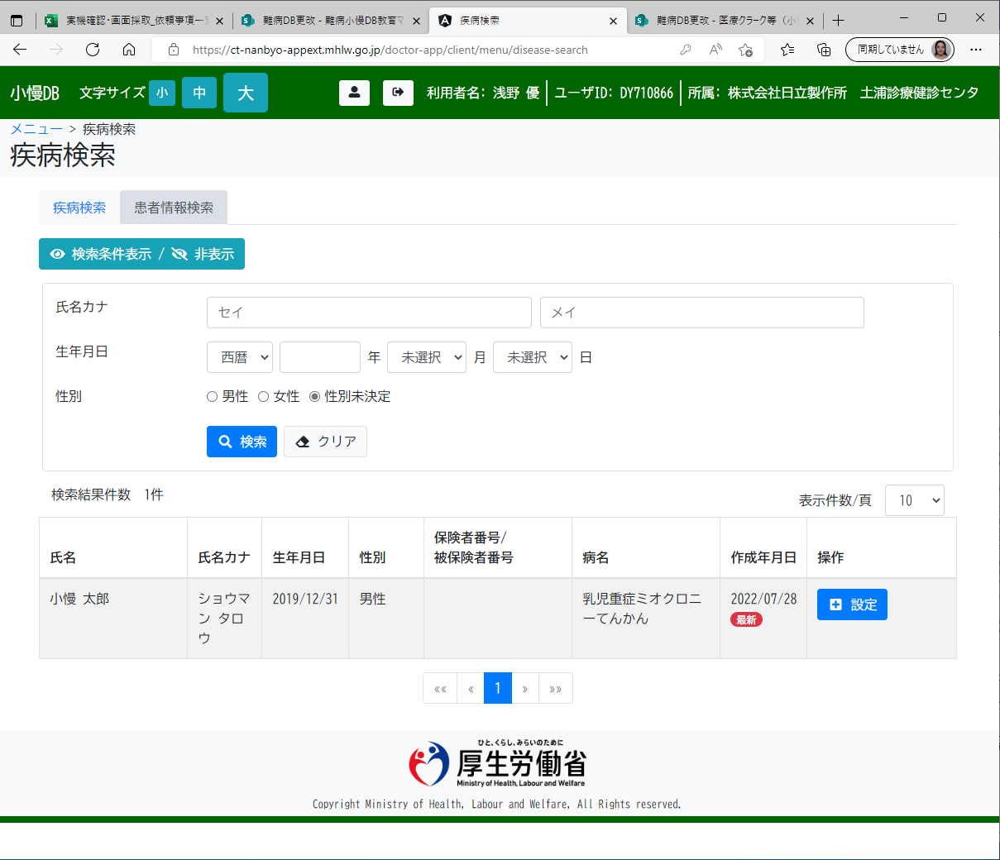 実機確認・画面採取_依頼事項一
難病DB更改 - 難病小慢DB教育マ
疾病検索
難病DB更改 - 医療クラーク等（小
https://ct-nanbyo-appext.mhlw.go.jp/doctor-app/client/menu/disease-search
同期していません
小慢DB 文字サイズ 小 中 大 利用者名: 浅野 優 ユーザID: DY710866 所属: 株式会社日立製作所 土浦診療健診センタ
メニュー > 疾病検索
疾病検索
疾病検索 患者情報検索
検索条件表示 / 非表示
氏名カナ セイ メイ
生年月日 西暦 年 未選択 月 未選択 日
性別 男性 女性 性別未決定
検索 クリア
検索結果件数 1件
表示件数/頁 10
氏名 氏名カナ 生年月日 性別 保険者番号/被保険者番号 病名 作成年月日 操作
小慢 太郎 ショウマン タロウ 2019/12/31 男性 乳児重症ミオクロニーてんかん 2022/07/28 最新 設定
«« « 1 » »»
ひと、くらし、みらいのために
厚生労働省
Ministry of Health, Labour and Welfare
Copyright Ministry of Health, Labour and Welfare, All Rights reserved.